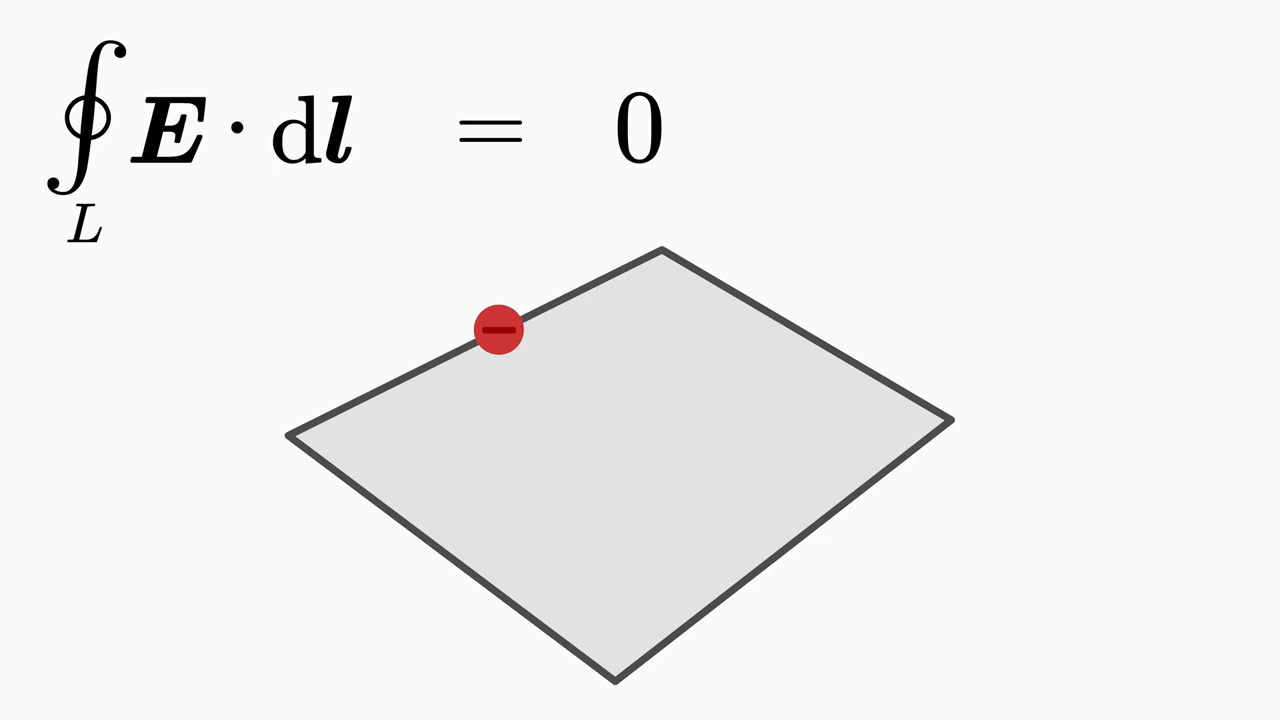 ∮_L E · dl = 0
−